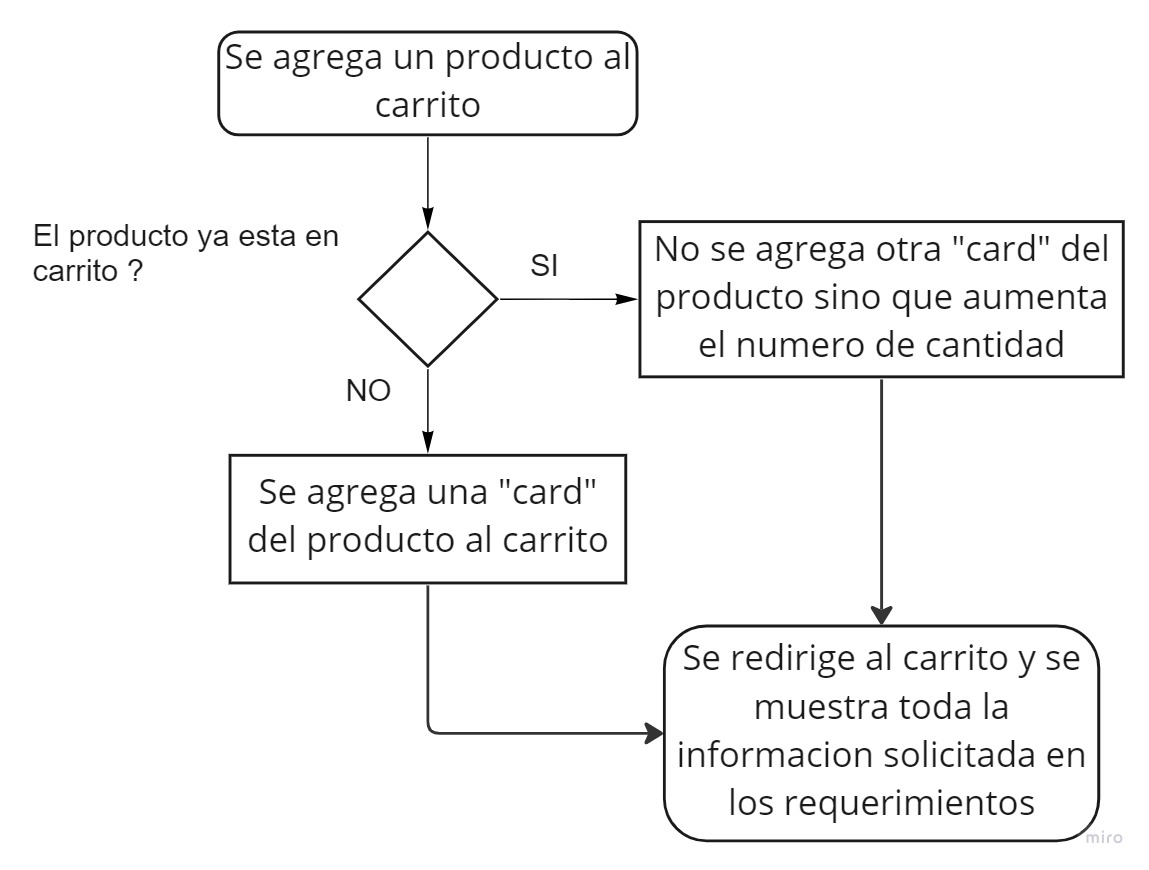 Se agrega un producto al
carrito
El producto ya esta en
carrito ?
SI
No se agrega otra "card" del
producto sino que aumenta
el numero de cantidad
NO
Se agrega una "card"
del producto al carrito
Se redirige al carrito y se
muestra toda la
informacion solicitada en
los requerimientos
miro